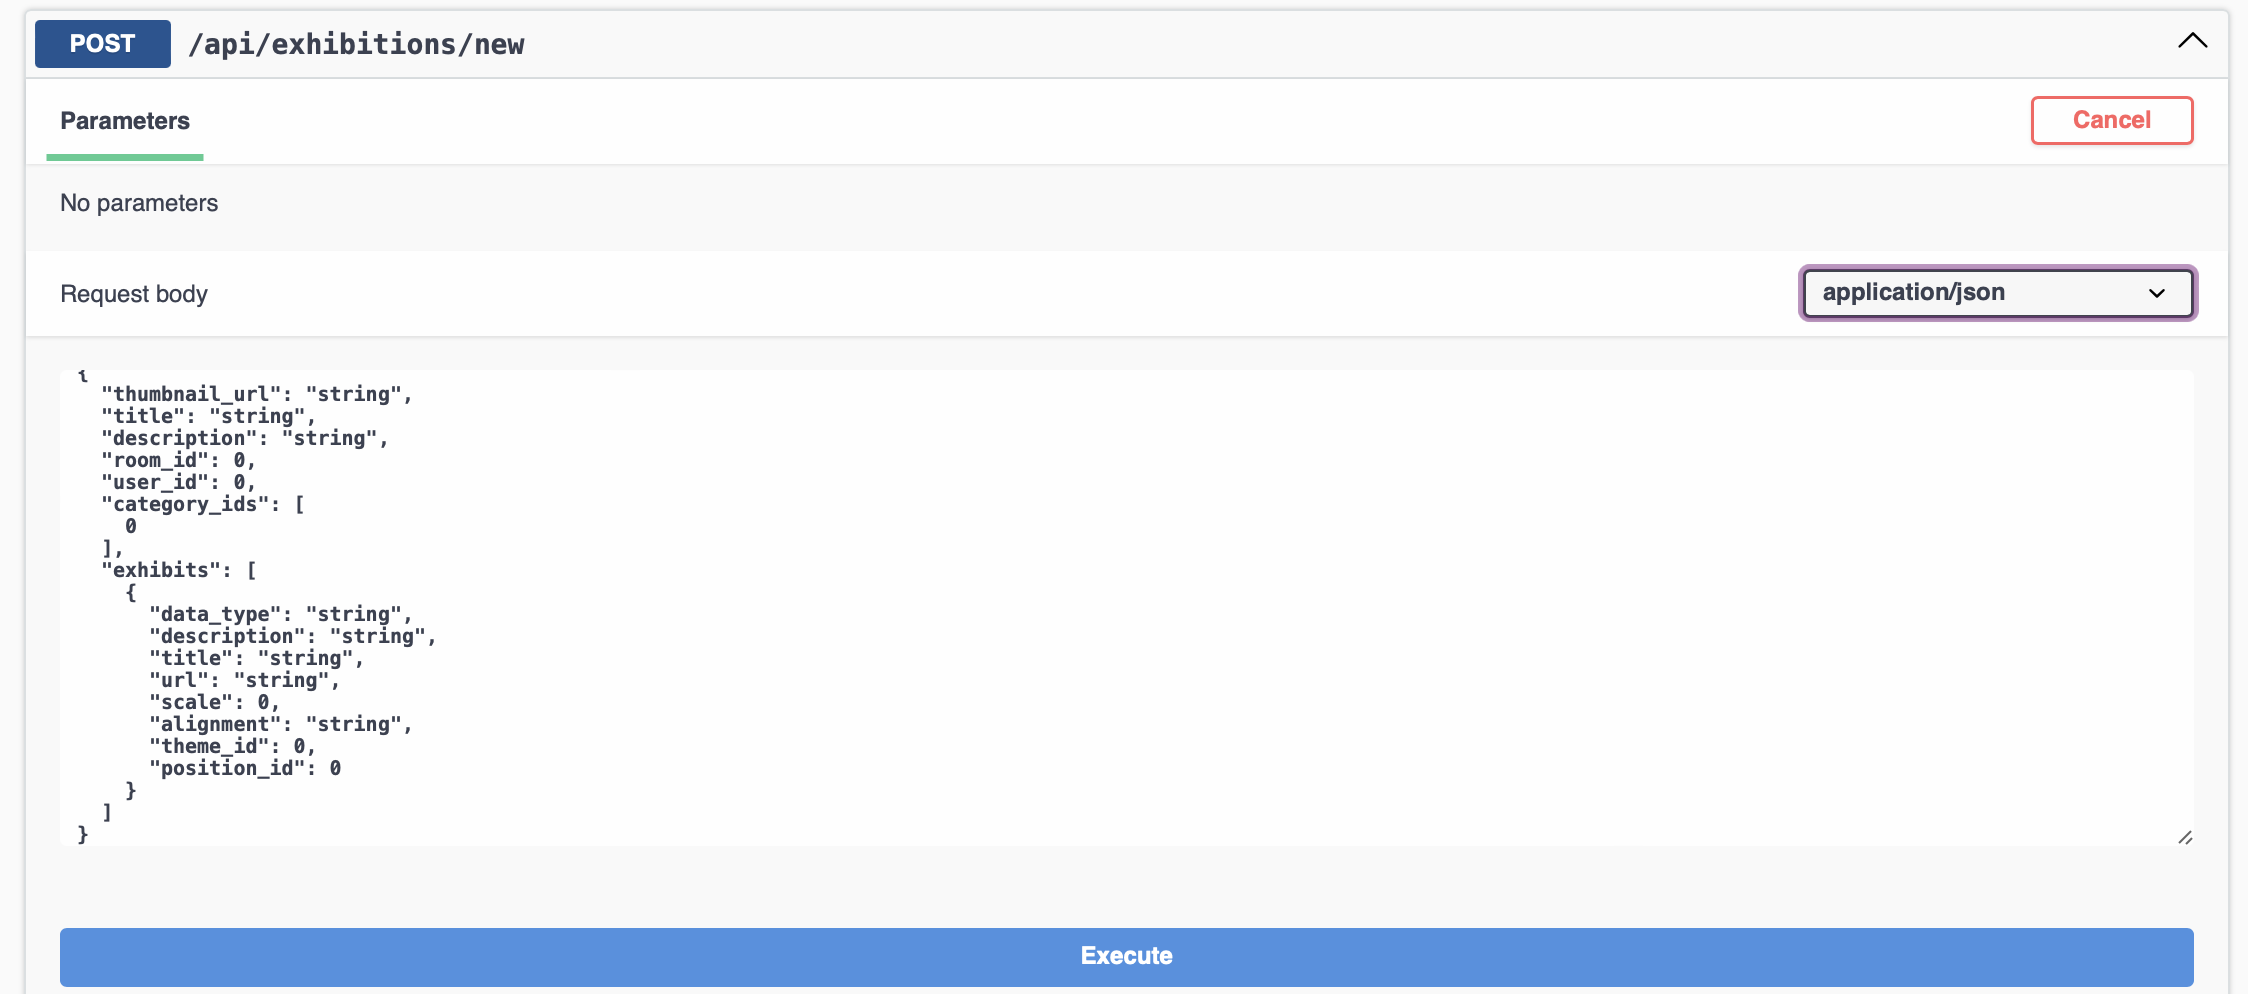 POST /api/exhibitions/new
Parameters
Cancel
No parameters
Request body
application/json
{
  "thumbnail_url": "string",
  "title": "string",
  "description": "string",
  "room_id": 0,
  "user_id": 0,
  "category_ids": [
    0
  ],
  "exhibits": [
    {
      "data_type": "string",
      "description": "string",
      "title": "string",
      "url": "string",
      "scale": 0,
      "alignment": "string",
      "theme_id": 0,
      "position_id": 0
    }
  ]
}
Execute